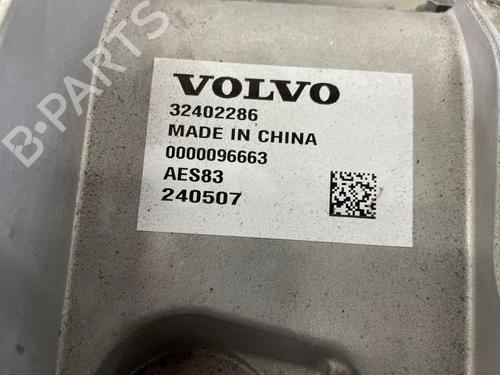 B-PARTS
VOLVO
32402286
MADE IN CHINA
0000096663
AES83
240507